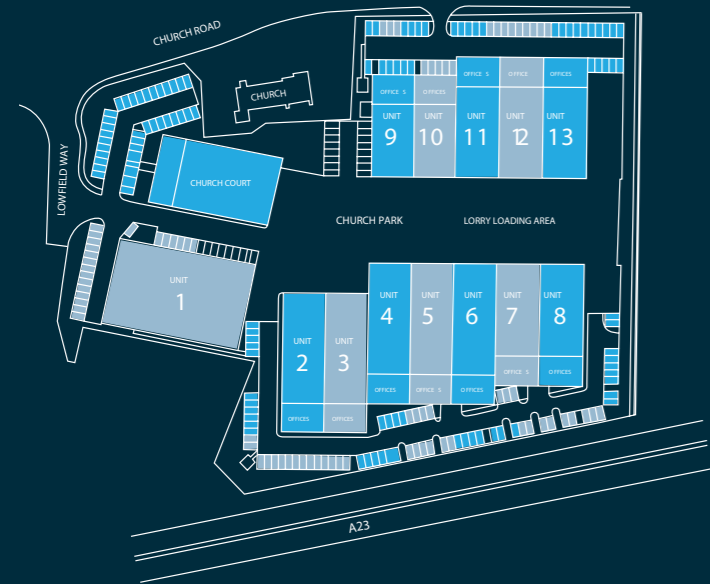 CHURCH ROAD
CHURCH
LOWFIELD WAY
CHURCH COURT
OFFICE S
OFFICES
OFFICE S
OFFICE
OFFICES
UNIT
9
UNIT
10
UNIT
11
UNIT
12
UNIT
13
CHURCH PARK
LORRY LOADING AREA
UNIT
1
UNIT
2
OFFICES
UNIT
3
OFFICES
UNIT
4
OFFICES
UNIT
5
OFFICE S
UNIT
6
OFFICES
UNIT
7
OFFICE S
UNIT
8
OFFICES
A23